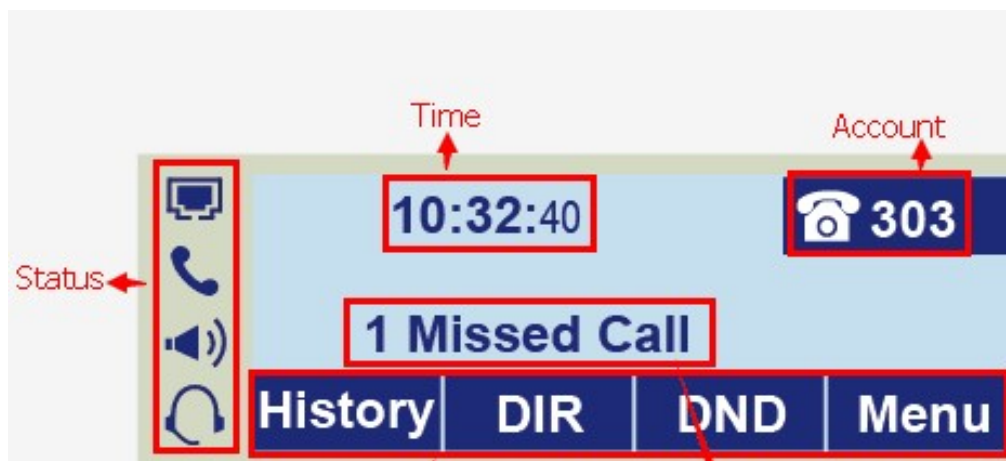 Time
Account
10:32:40
303
Status
1 Missed Call
History DIR DND Menu